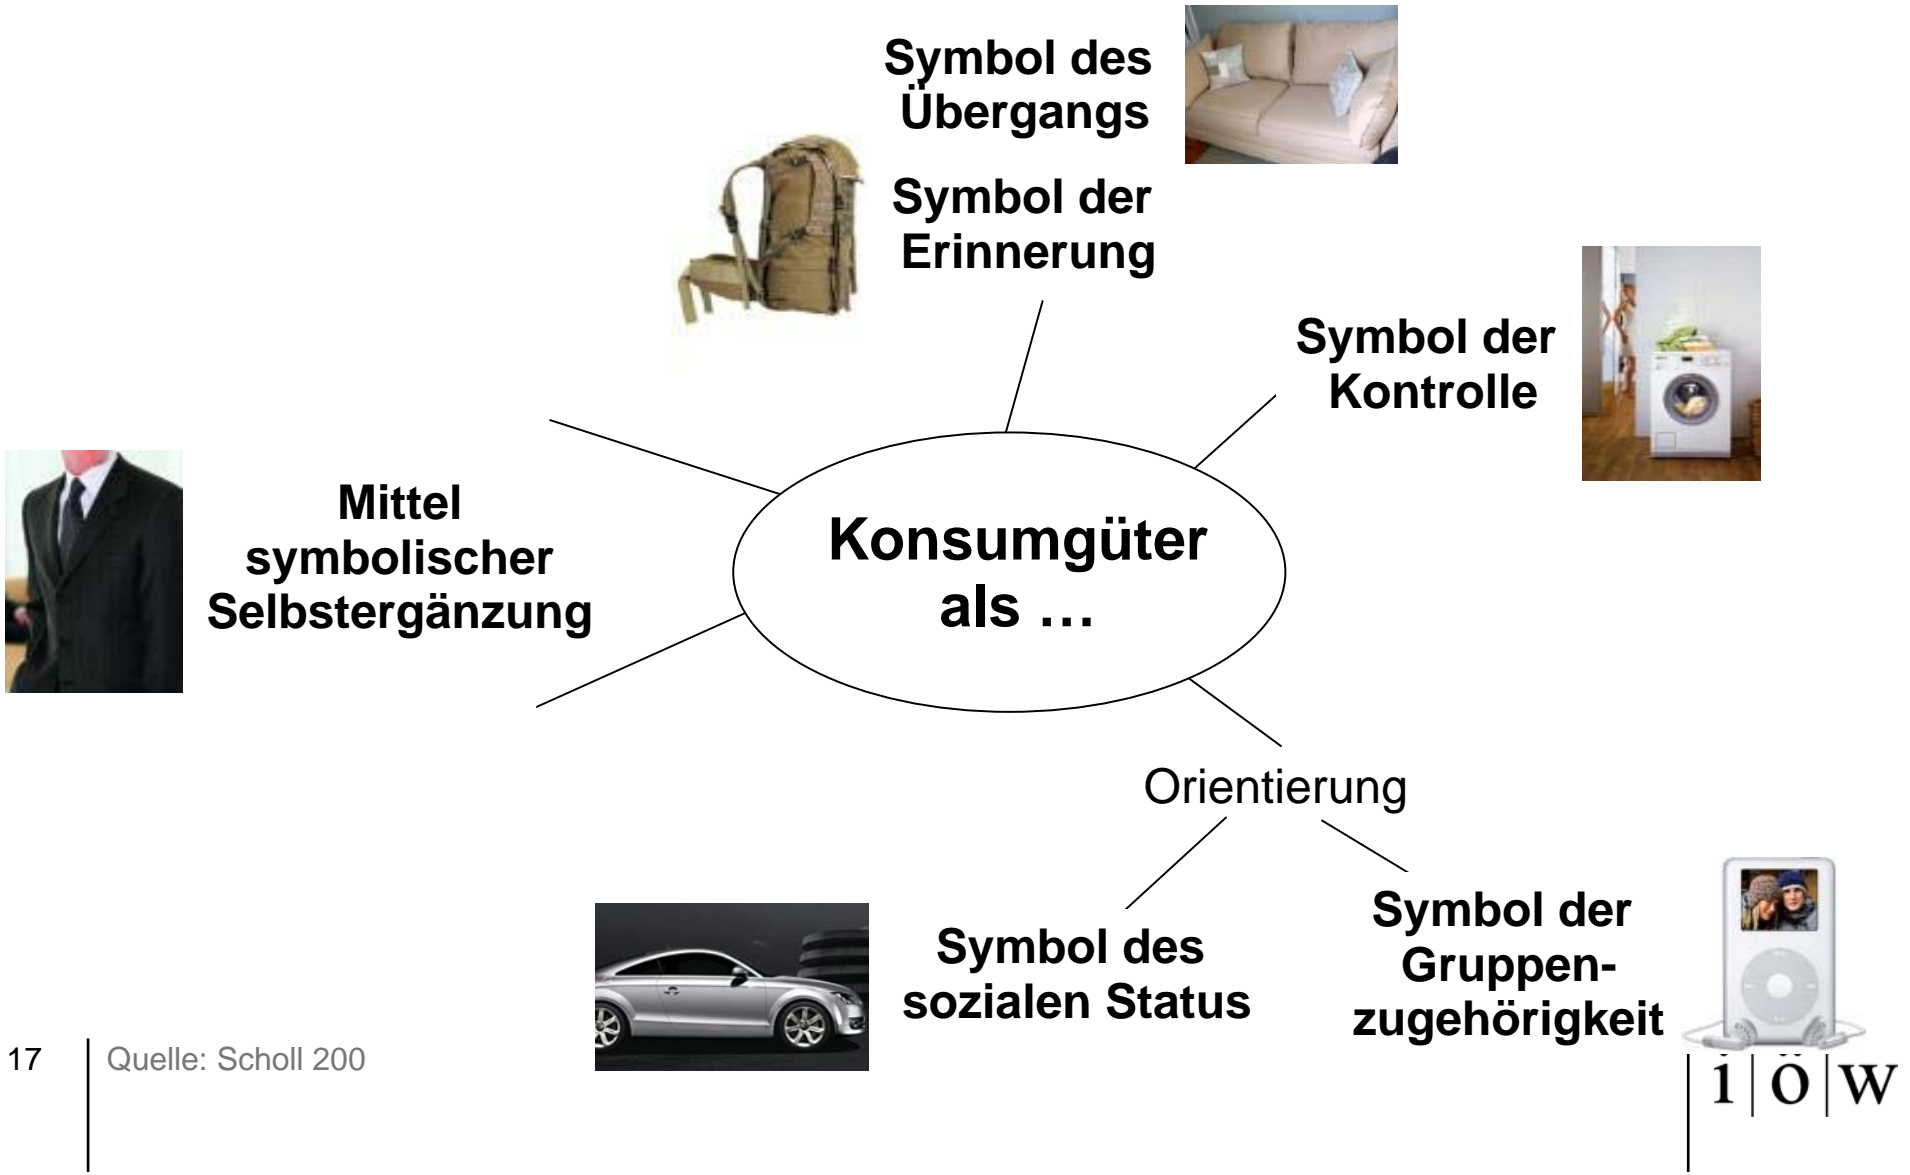 Symbol des
Übergangs
Symbol der
Erinnerung
Symbol der
Kontrolle
Mittel
symbolischer
Selbstergänzung
Konsumgüter
als …
Orientierung
Symbol des
sozialen Status
Symbol der
Gruppen-
zugehörigkeit
17
Quelle: Scholl 200
i|ö|w